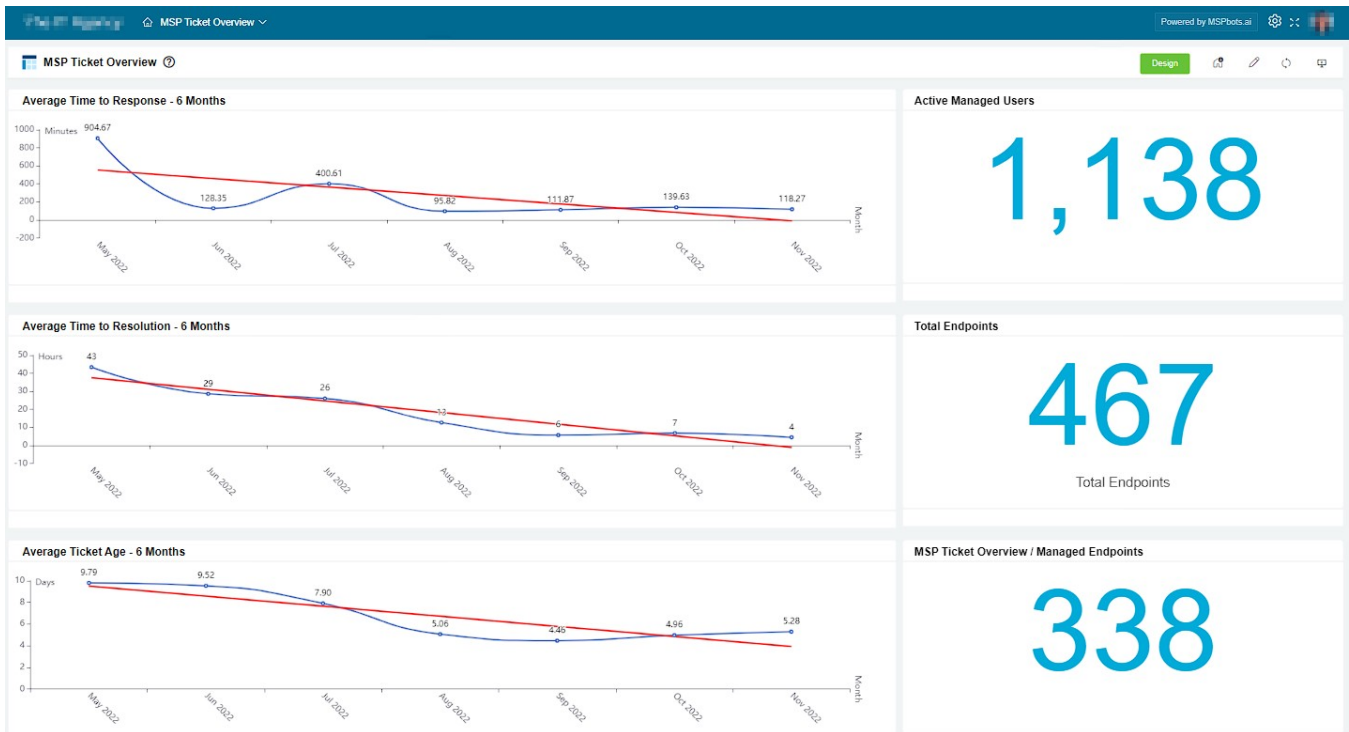 MSP Ticket Overview
Powered by MSPbots.ai
MSP Ticket Overview
Design
Average Time to Response - 6 Months
1000
Minutes
904.67
800
600
400.61
400
128.35
95.82
111.87
139.63
118.27
200
0
-200
Month
May 2022
Jun 2022
Jul 2022
Aug 2022
Sep 2022
Oct 2022
Nov 2022
Active Managed Users
1,138
Average Time to Resolution - 6 Months
50
Hours
43
40
29
26
30
20
13
6
7
4
10
0
-10
Month
May 2022
Jun 2022
Jul 2022
Aug 2022
Sep 2022
Oct 2022
Nov 2022
Total Endpoints
467
Total Endpoints
Average Ticket Age - 6 Months
10
Days
9.79
9.52
7.90
8
6
5.06
4.46
4.96
5.28
4
2
0
Month
May 2022
Jun 2022
Jul 2022
Aug 2022
Sep 2022
Oct 2022
Nov 2022
MSP Ticket Overview / Managed Endpoints
338